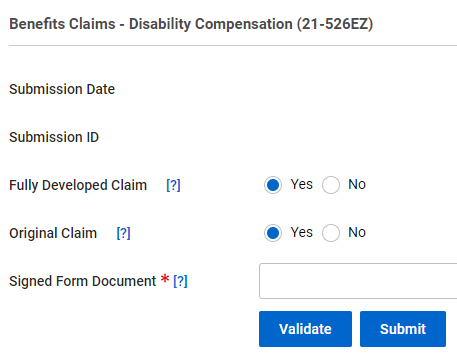 Benefits Claims - Disability Compensation (21-526EZ)
Submission Date
Submission ID
Fully Developed Claim [?] Yes No
Original Claim [?] Yes No
Signed Form Document * [?]
Validate Submit